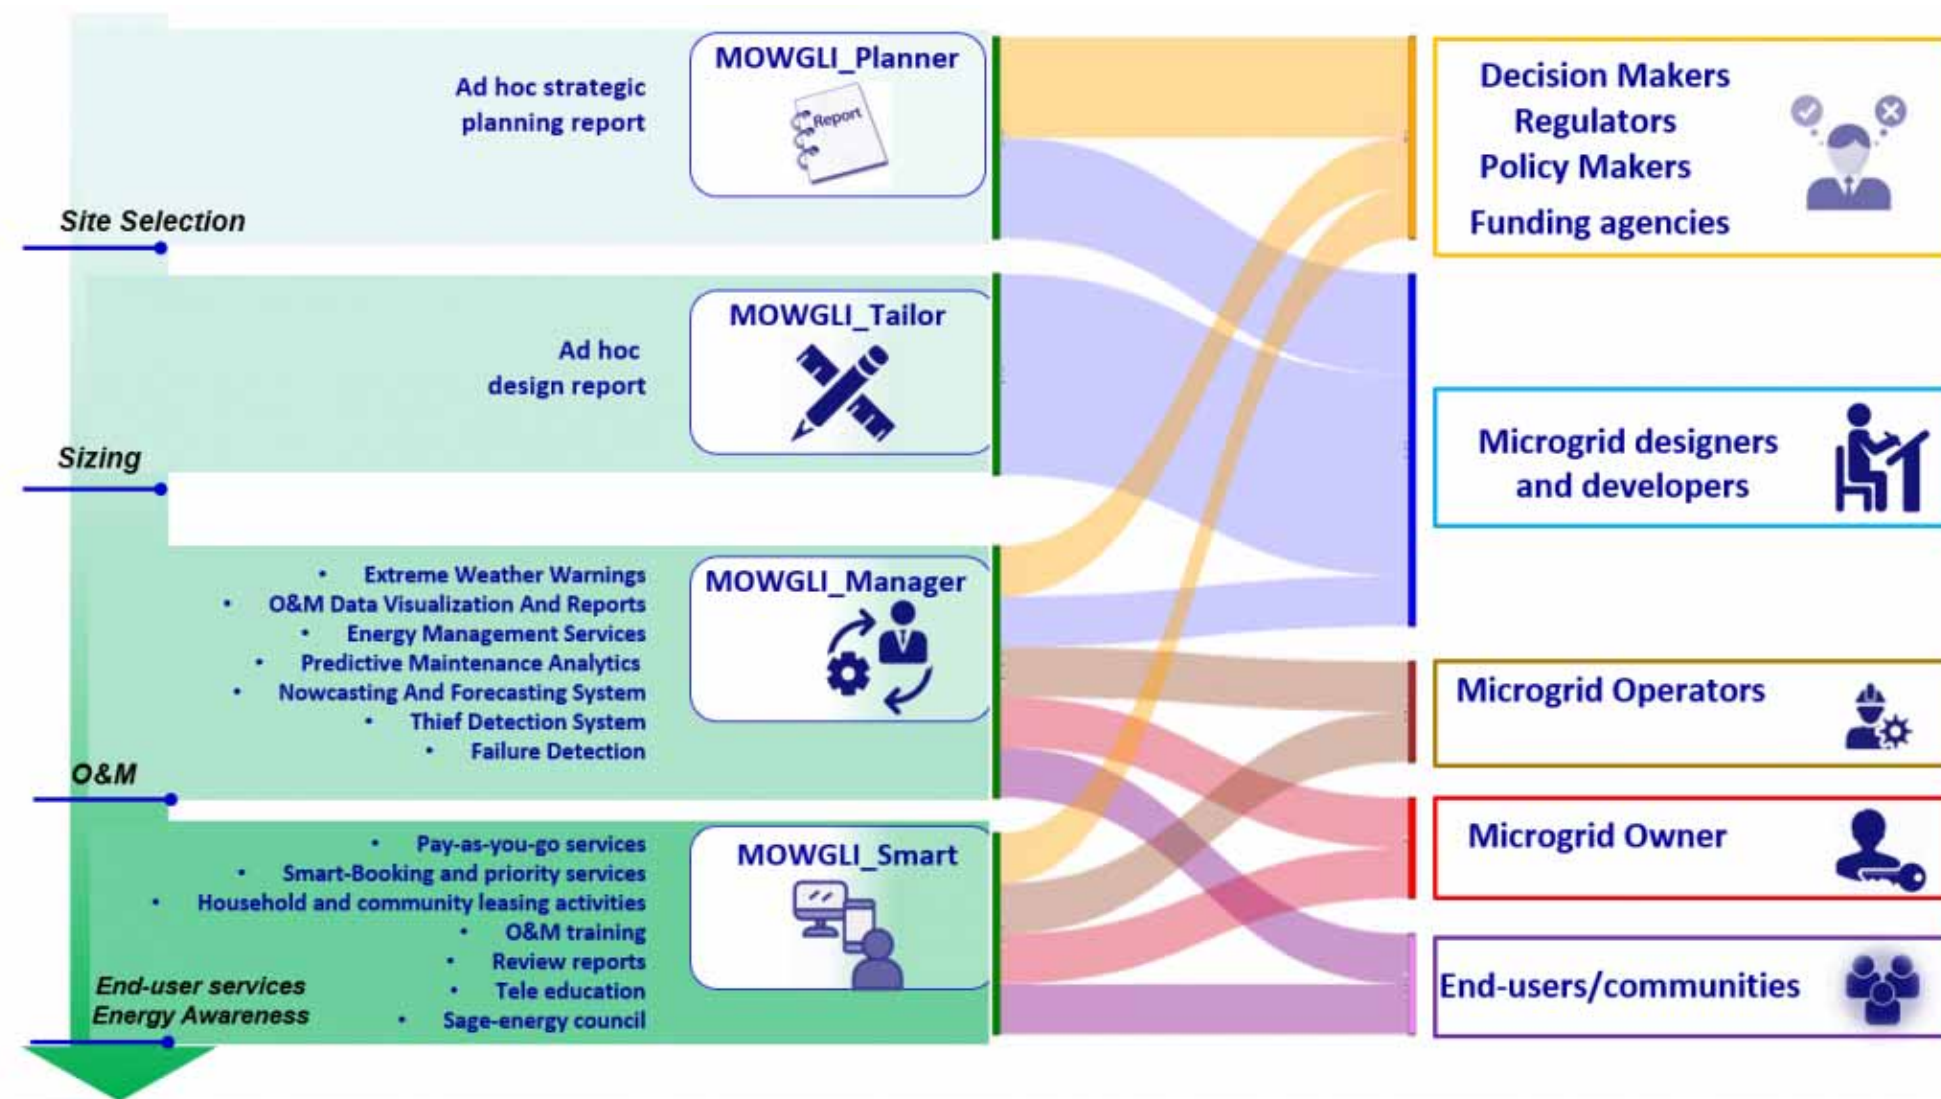 Ad hoc strategic
planning report
MOWGLI_Planner
Report
Site Selection
Ad hoc
design report
MOWGLI_Tailor
Sizing
• Extreme Weather Warnings
• O&M Data Visualization And Reports
• Energy Management Services
• Predictive Maintenance Analytics
• Nowcasting And Forecasting System
• Thief Detection System
• Failure Detection
MOWGLI_Manager
O&M
• Pay-as-you-go services
• Smart-Booking and priority services
• Household and community leasing activities
• O&M training
• Review reports
• Tele education
• Sage-energy council
MOWGLI_Smart
End-user services
Energy Awareness
Decision Makers
Regulators
Policy Makers
Funding agencies
Microgrid designers
and developers
Microgrid Operators
Microgrid Owner
End-users/communities